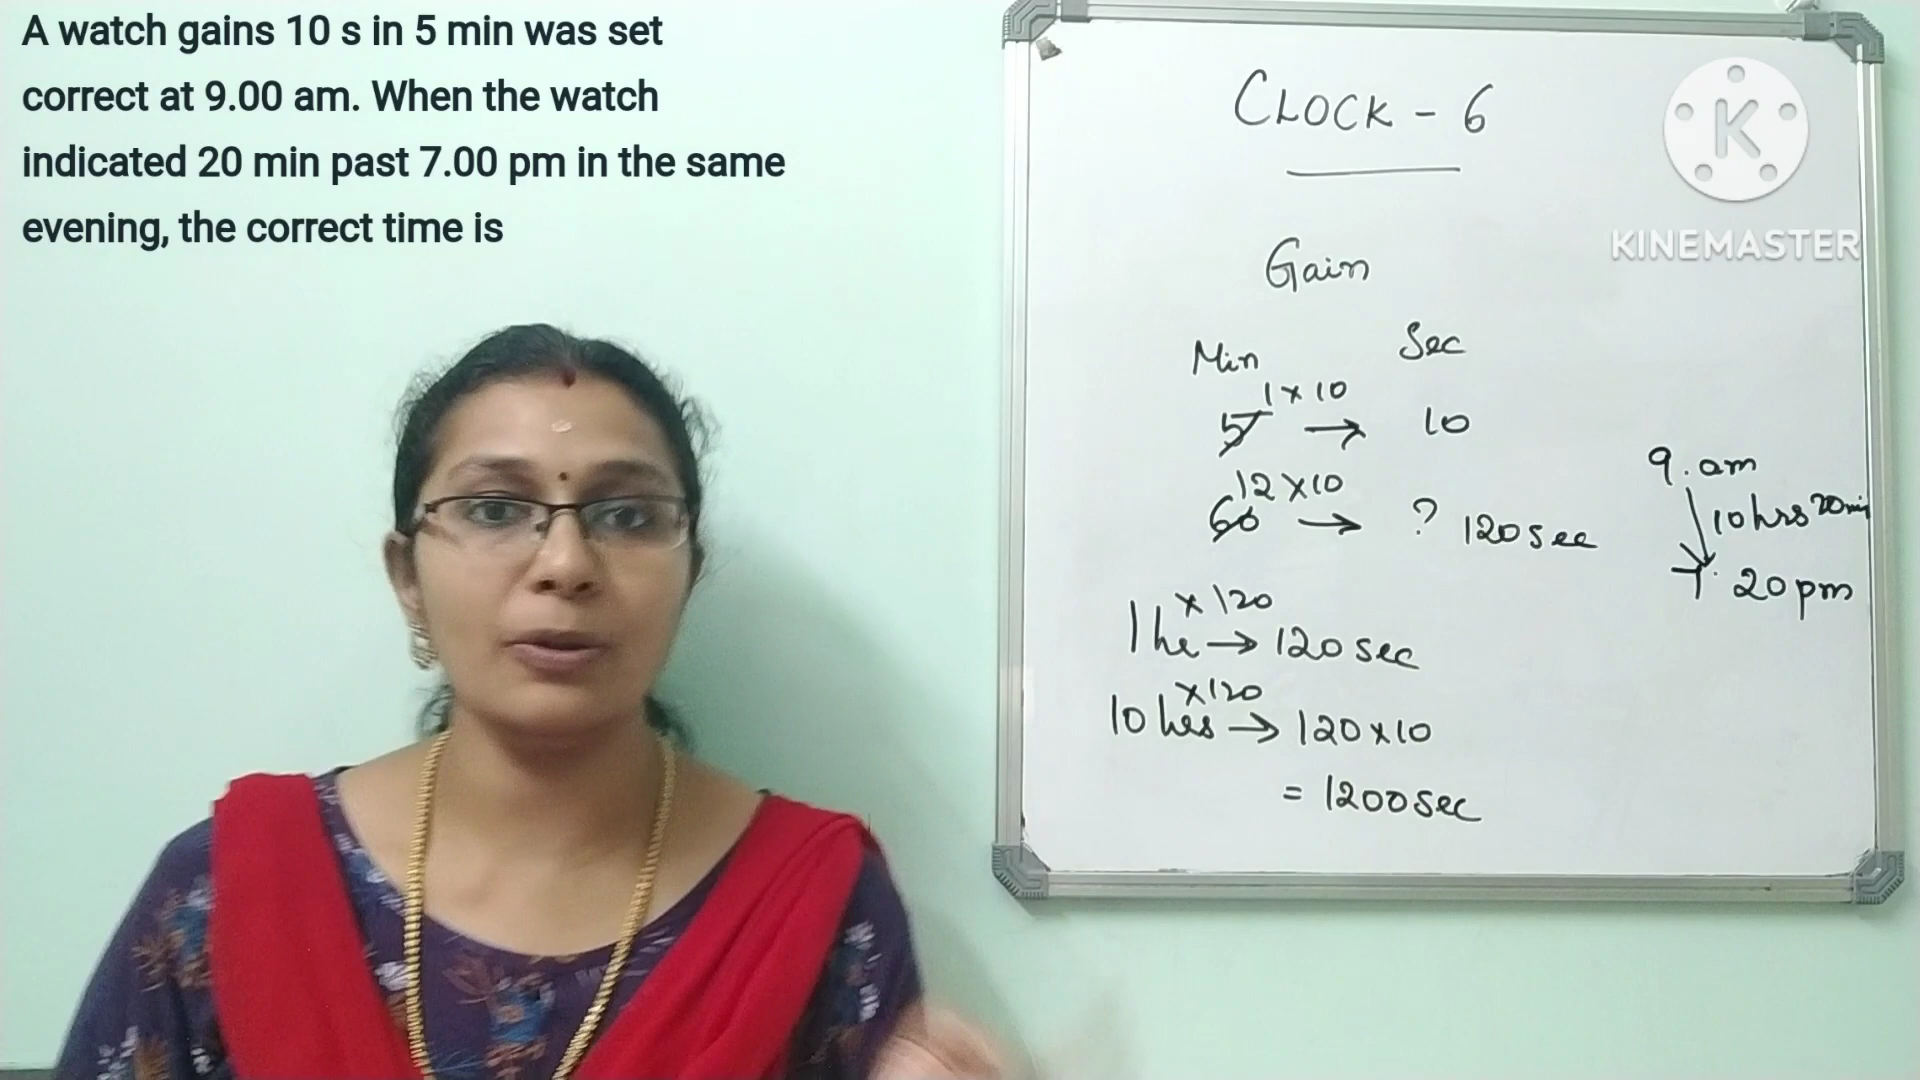 A watch gains 10 s in 5 min was set
correct at 9.00 am. When the watch
indicated 20 min past 7.00 pm in the same
evening, the correct time is
CLOCK - 6
K
KINEMASTER
Gain
Min Sec
1 x 10
5 → 10
12 x 10
60 → ? 120 sec
9. am
10 hrs 20 min
7. 20 pm
x 120
1 hr → 120 sec
x 120
10 hrs → 120 x 10
= 1200 sec